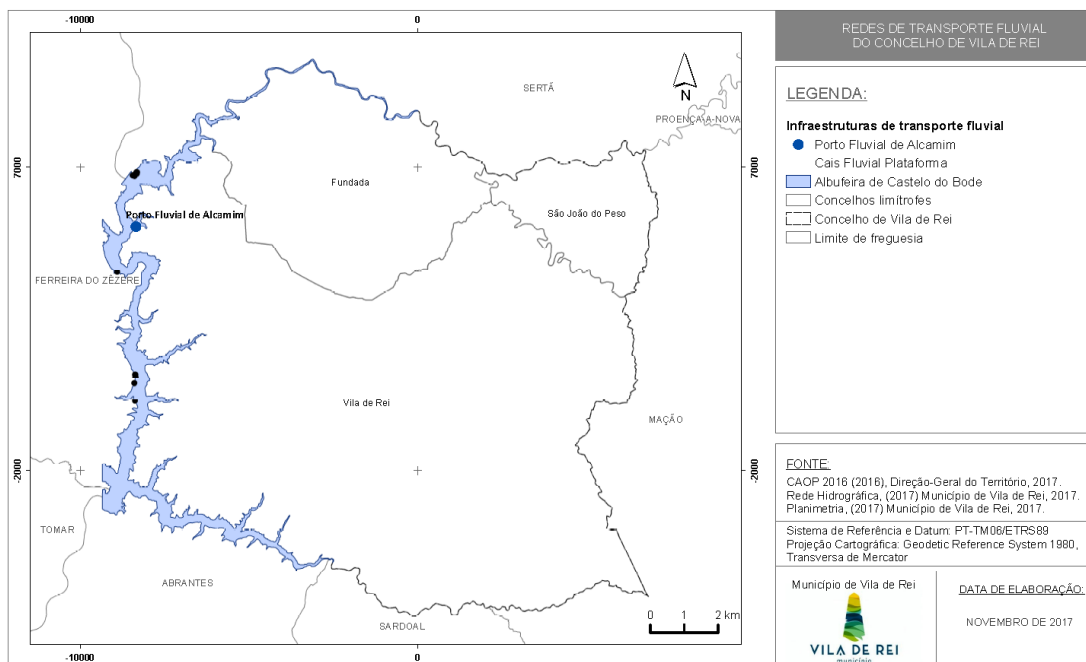 -10000
0
7000
-2000
7000
-2000
-10000
0
N
SERTÃ
PROENÇA-A-NOVA
Fundada
São João do Peso
Porto Fluvial de Alcamim
FERREIRA DO ZÊZERE
Vila de Rei
MAÇÃO
TOMAR
ABRANTES
SARDOAL
0 1 2 km
REDES DE TRANSPORTE FLUVIAL
DO CONCELHO DE VILA DE REI
LEGENDA:
Infraestruturas de transporte fluvial
Porto Fluvial de Alcamim
Cais Fluvial Plataforma
Albufeira de Castelo do Bode
Concelhos limítrofes
Concelho de Vila de Rei
Limite de freguesia
FONTE:
CAOP 2016 (2016), Direção-Geral do Território, 2017.
Rede Hidrográfica, (2017) Município de Vila de Rei, 2017.
Planimetria, (2017) Município de Vila de Rei, 2017.
Sistema de Referência e Datum: PT-TM06/ETRS89
Projeção Cartográfica: Geodetic Reference System 1980,
Transversa de Mercator
Município de Vila de Rei
VILA DE REI
município
DATA DE ELABORAÇÃO:
NOVEMBRO DE 2017